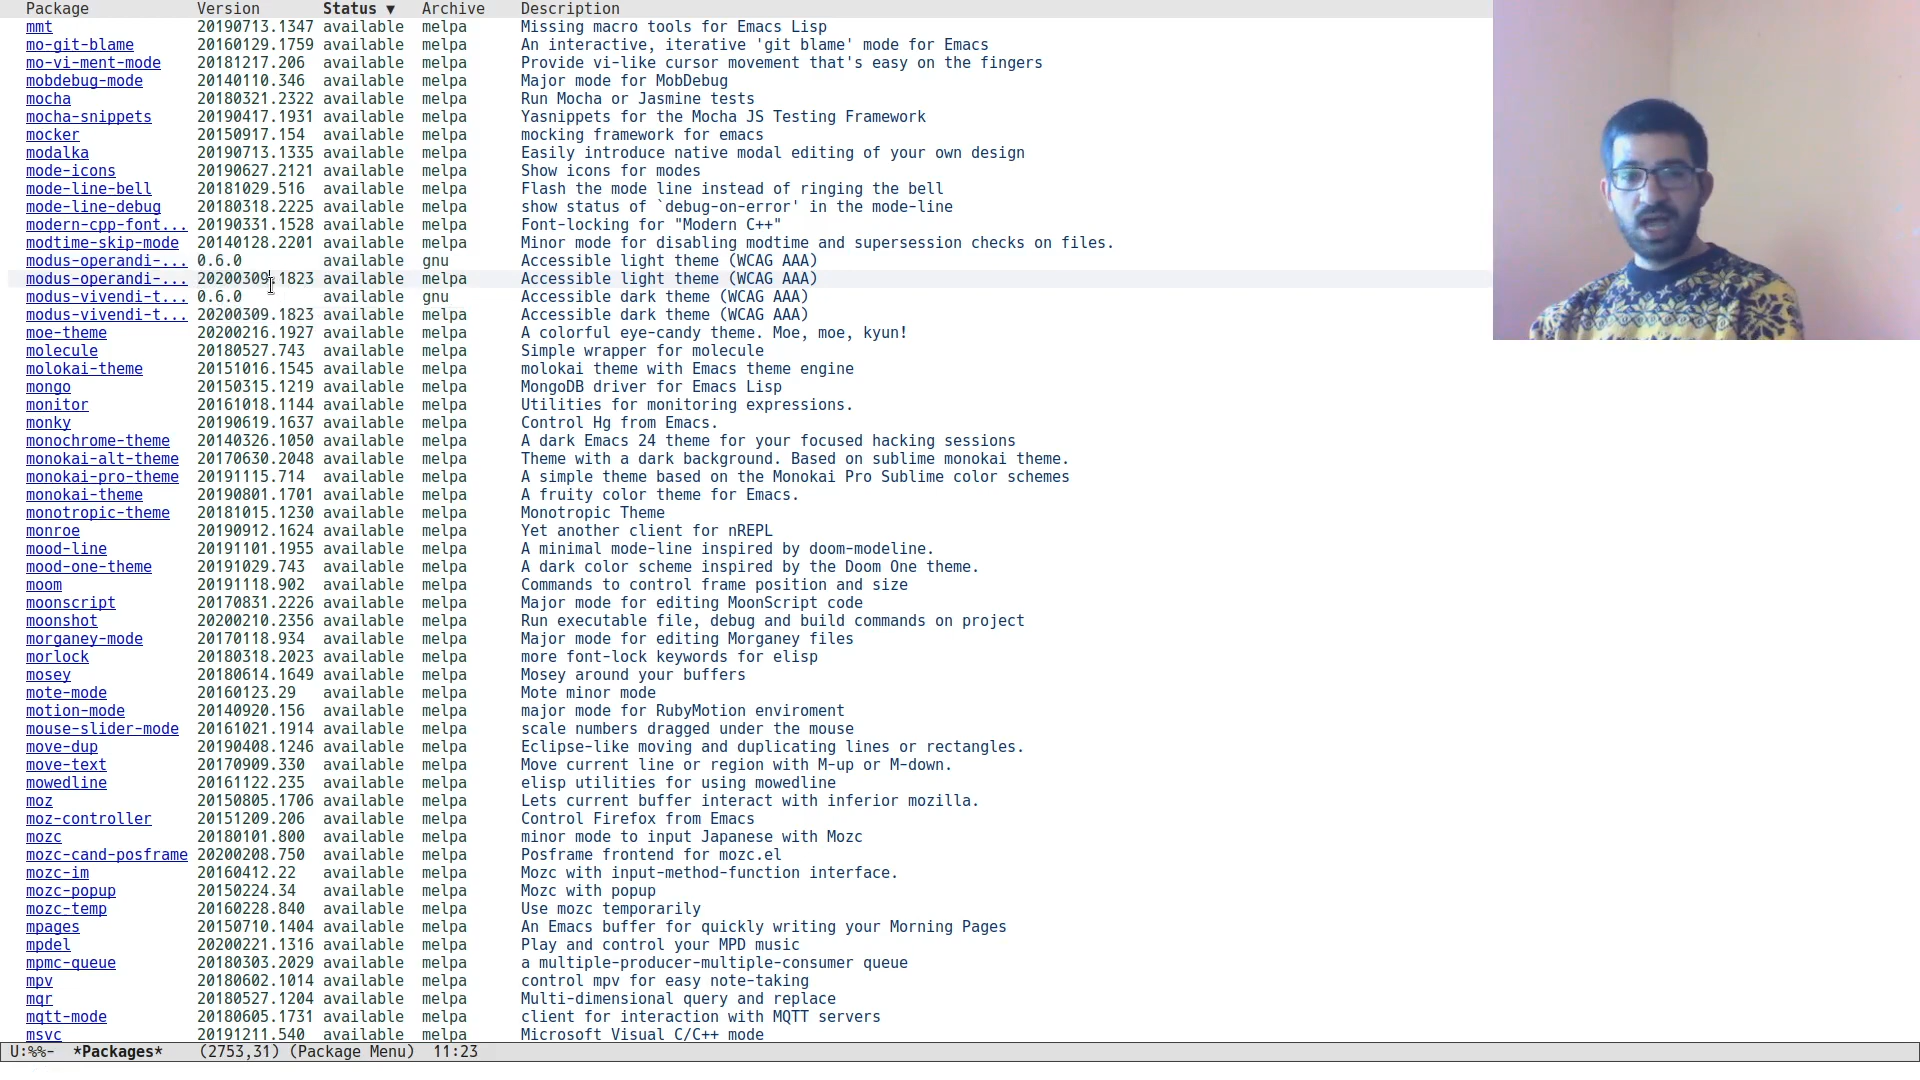 Package Version Status ▼ Archive Description
mmt 20190713.1347 available melpa Missing macro tools for Emacs Lisp
mo-git-blame 20160129.1759 available melpa An interactive, iterative 'git blame' mode for Emacs
mo-vi-ment-mode 20181217.206 available melpa Provide vi-like cursor movement that's easy on the fingers
mobdebug-mode 20140110.346 available melpa Major mode for MobDebug
mocha 20180321.2322 available melpa Run Mocha or Jasmine tests
mocha-snippets 20190417.1931 available melpa Yasnippets for the Mocha JS Testing Framework
mocker 20150917.154 available melpa mocking framework for emacs
modalka 20190713.1335 available melpa Easily introduce native modal editing of your own design
mode-icons 20190627.2121 available melpa Show icons for modes
mode-line-bell 20181029.516 available melpa Flash the mode line instead of ringing the bell
mode-line-debug 20180318.2225 available melpa show status of `debug-on-error' in the mode-line
modern-cpp-font... 20190331.1528 available melpa Font-locking for "Modern C++"
modtime-skip-mode 20140128.2201 available melpa Minor mode for disabling modtime and supersession checks on files.
modus-operandi-... 0.6.0 available gnu Accessible light theme (WCAG AAA)
modus-operandi-... 20200309.1823 available melpa Accessible light theme (WCAG AAA)
modus-vivendi-t... 0.6.0 available gnu Accessible dark theme (WCAG AAA)
modus-vivendi-t... 20200309.1823 available melpa Accessible dark theme (WCAG AAA)
moe-theme 20200216.1927 available melpa A colorful eye-candy theme. Moe, moe, kyun!
molecule 20180527.743 available melpa Simple wrapper for molecule
molokai-theme 20151016.1545 available melpa molokai theme with Emacs theme engine
mongo 20150315.1219 available melpa MongoDB driver for Emacs Lisp
monitor 20161018.1144 available melpa Utilities for monitoring expressions.
monky 20190619.1637 available melpa Control Hg from Emacs.
monochrome-theme 20140326.1050 available melpa A dark Emacs 24 theme for your focused hacking sessions
monokai-alt-theme 20170630.2048 available melpa Theme with a dark background. Based on sublime monokai theme.
monokai-pro-theme 20191115.714 available melpa A simple theme based on the Monokai Pro Sublime color schemes
monokai-theme 20190801.1701 available melpa A fruity color theme for Emacs.
monotropic-theme 20181015.1230 available melpa Monotropic Theme
monroe 20190912.1624 available melpa Yet another client for nREPL
mood-line 20191101.1955 available melpa A minimal mode-line inspired by doom-modeline.
mood-one-theme 20191029.743 available melpa A dark color scheme inspired by the Doom One theme.
moom 20191118.902 available melpa Commands to control frame position and size
moonscript 20170831.2226 available melpa Major mode for editing MoonScript code
moonshot 20200210.2356 available melpa Run executable file, debug and build commands on project
morganey-mode 20170118.934 available melpa Major mode for editing Morganey files
morlock 20180318.2023 available melpa more font-lock keywords for elisp
mosey 20180614.1649 available melpa Mosey around your buffers
mote-mode 20160123.29 available melpa Mote minor mode
motion-mode 20140920.156 available melpa major mode for RubyMotion enviroment
mouse-slider-mode 20161021.1914 available melpa scale numbers dragged under the mouse
move-dup 20190408.1246 available melpa Eclipse-like moving and duplicating lines or rectangles.
move-text 20170909.330 available melpa Move current line or region with M-up or M-down.
mowedline 20161122.235 available melpa elisp utilities for using mowedline
moz 20150805.1706 available melpa Lets current buffer interact with inferior mozilla.
moz-controller 20151209.206 available melpa Control Firefox from Emacs
mozc 20180101.800 available melpa minor mode to input Japanese with Mozc
mozc-cand-posframe 20200208.750 available melpa Posframe frontend for mozc.el
mozc-im 20160412.22 available melpa Mozc with input-method-function interface.
mozc-popup 20150224.34 available melpa Mozc with popup
mozc-temp 20160228.840 available melpa Use mozc temporarily
mpages 20150710.1404 available melpa An Emacs buffer for quickly writing your Morning Pages
mpdel 20200221.1316 available melpa Play and control your MPD music
mpmc-queue 20180303.2029 available melpa a multiple-producer-multiple-consumer queue
mpv 20180602.1014 available melpa control mpv for easy note-taking
mqr 20180527.1204 available melpa Multi-dimensional query and replace
mqtt-mode 20180605.1731 available melpa client for interaction with MQTT servers
msvc 20191211.540 available melpa Microsoft Visual C/C++ mode
U:%%- *Packages* (2753,31) (Package Menu) 11:23